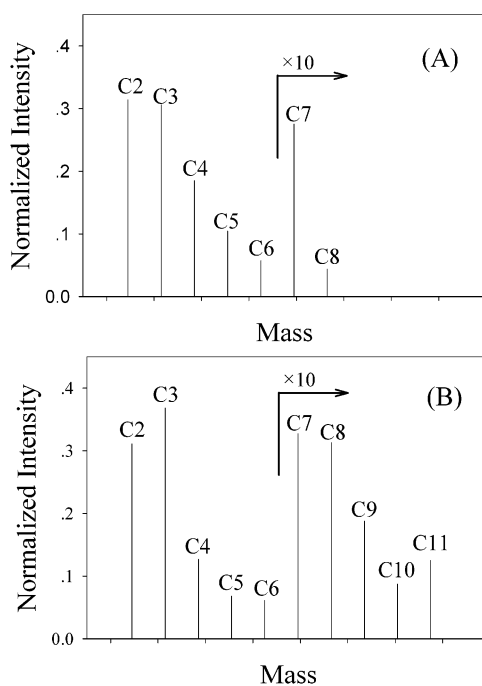 (A)
Normalized Intensity
.4
.3
.2
.1
0.0
C2
C3
C4
C5
C6
×10
C7
C8
Mass
(B)
Normalized Intensity
.4
.3
.2
.1
0.0
C2
C3
C4
C5
C6
×10
C7
C8
C9
C10
C11
Mass